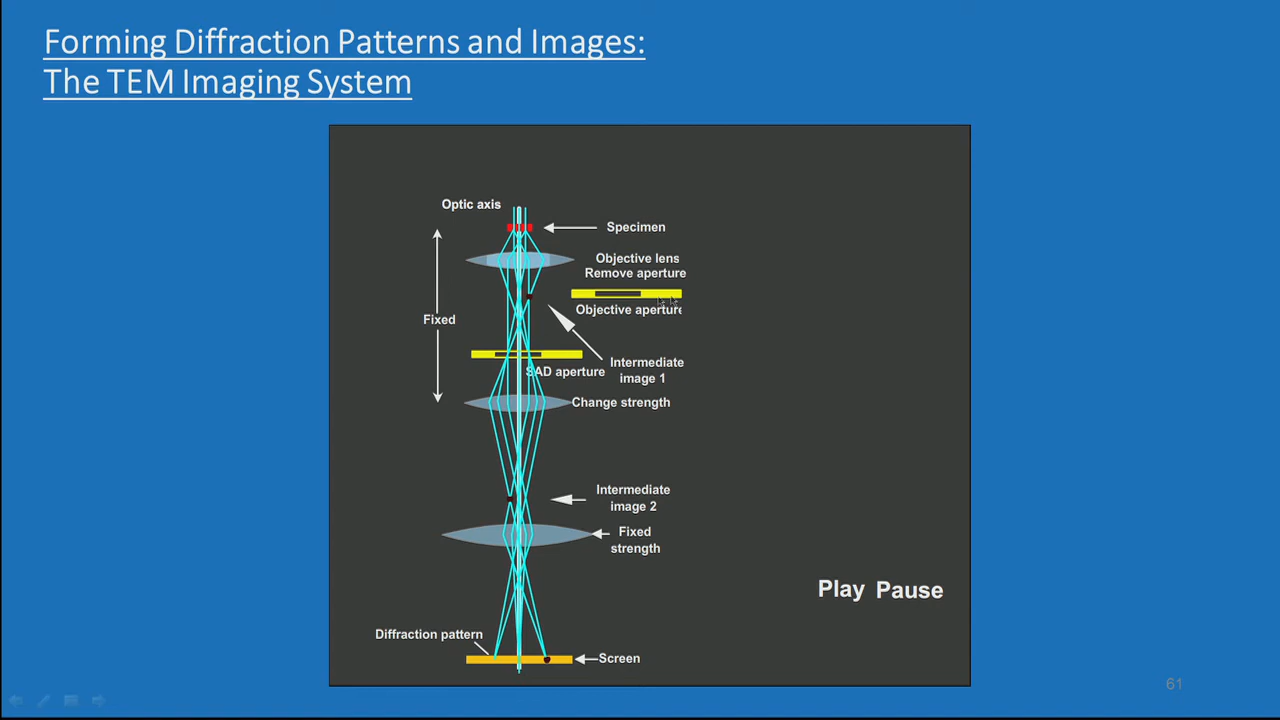 Forming Diffraction Patterns and Images:
The TEM Imaging System
Optic axis
Specimen
Objective lens
Remove aperture
Objective aperture
Fixed
Intermediate
image 1
SAD aperture
Change strength
Intermediate
image 2
Fixed
strength
Play Pause
Diffraction pattern
Screen
61